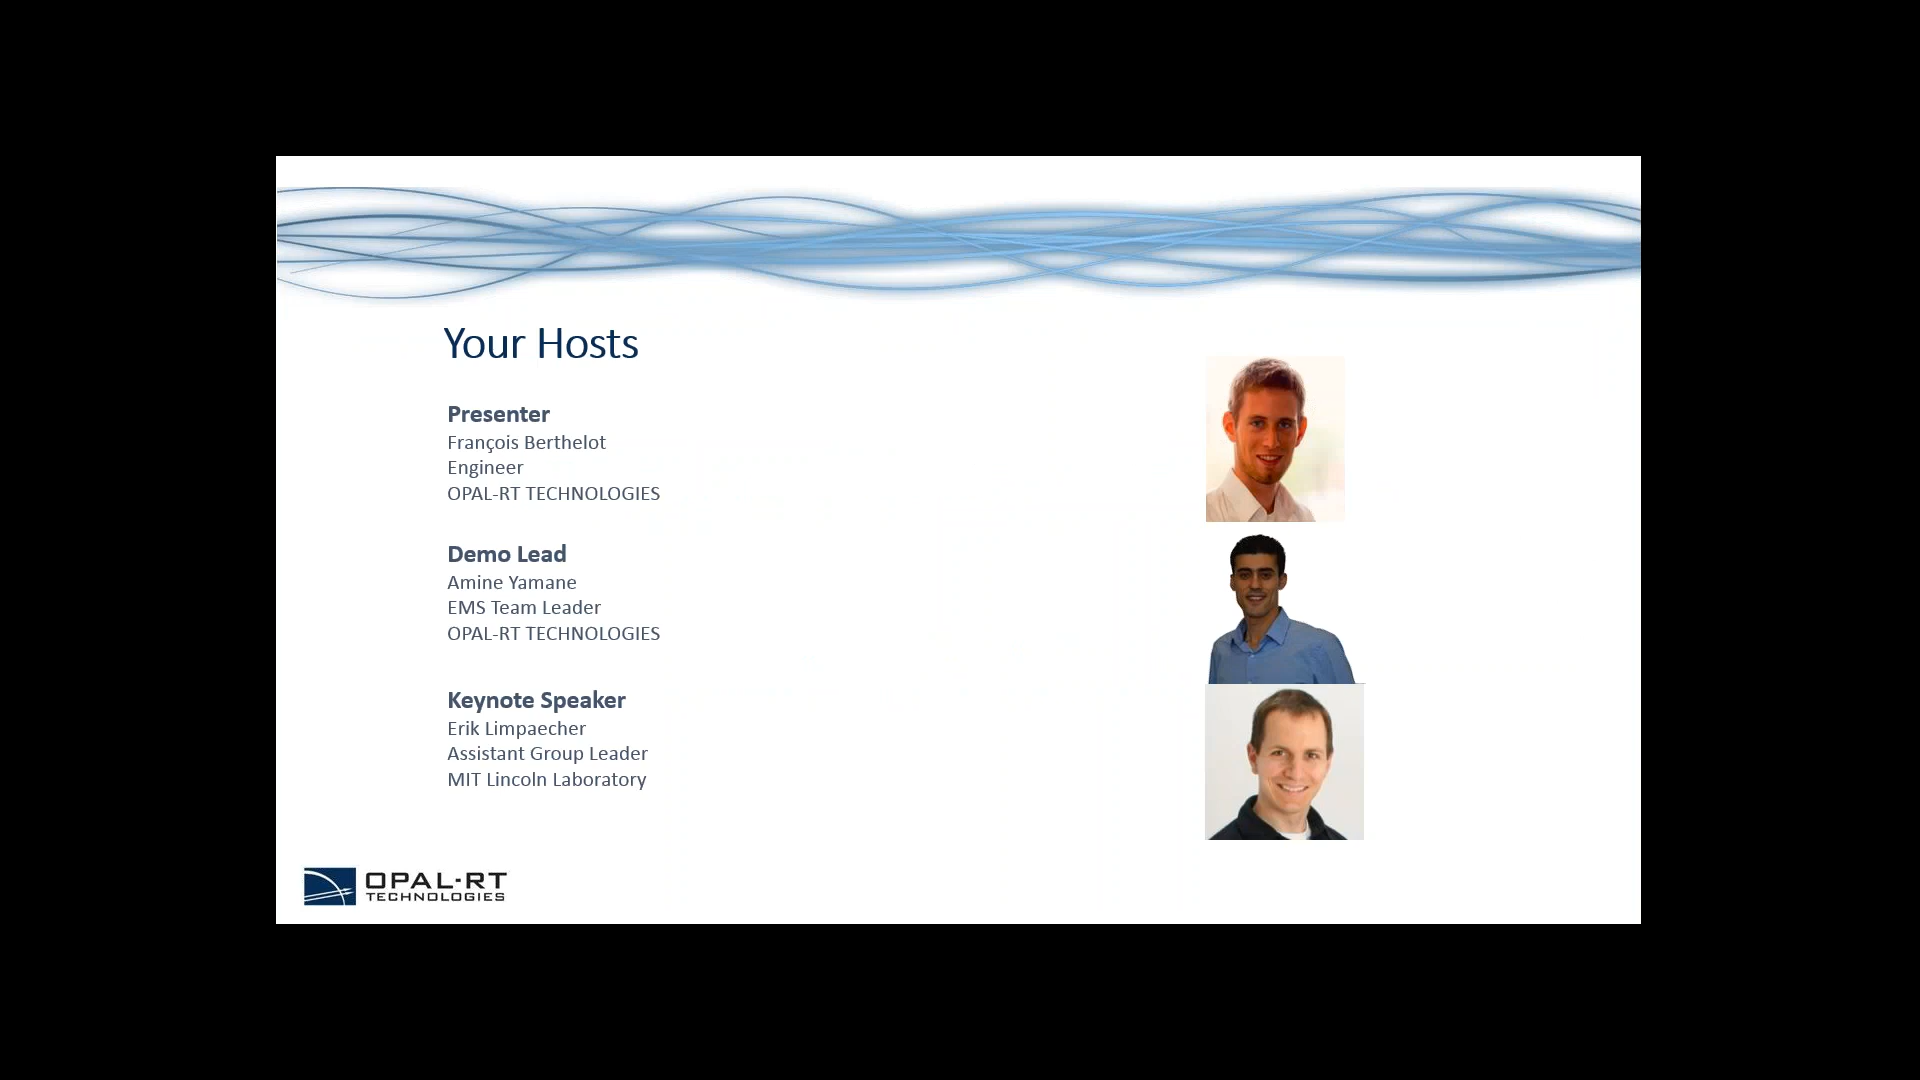 Your Hosts
Presenter
François Berthelot
Engineer
OPAL-RT TECHNOLOGIES
Demo Lead
Amine Yamane
EMS Team Leader
OPAL-RT TECHNOLOGIES
Keynote Speaker
Erik Limpaecher
Assistant Group Leader
MIT Lincoln Laboratory
OPAL-RT
TECHNOLOGIES